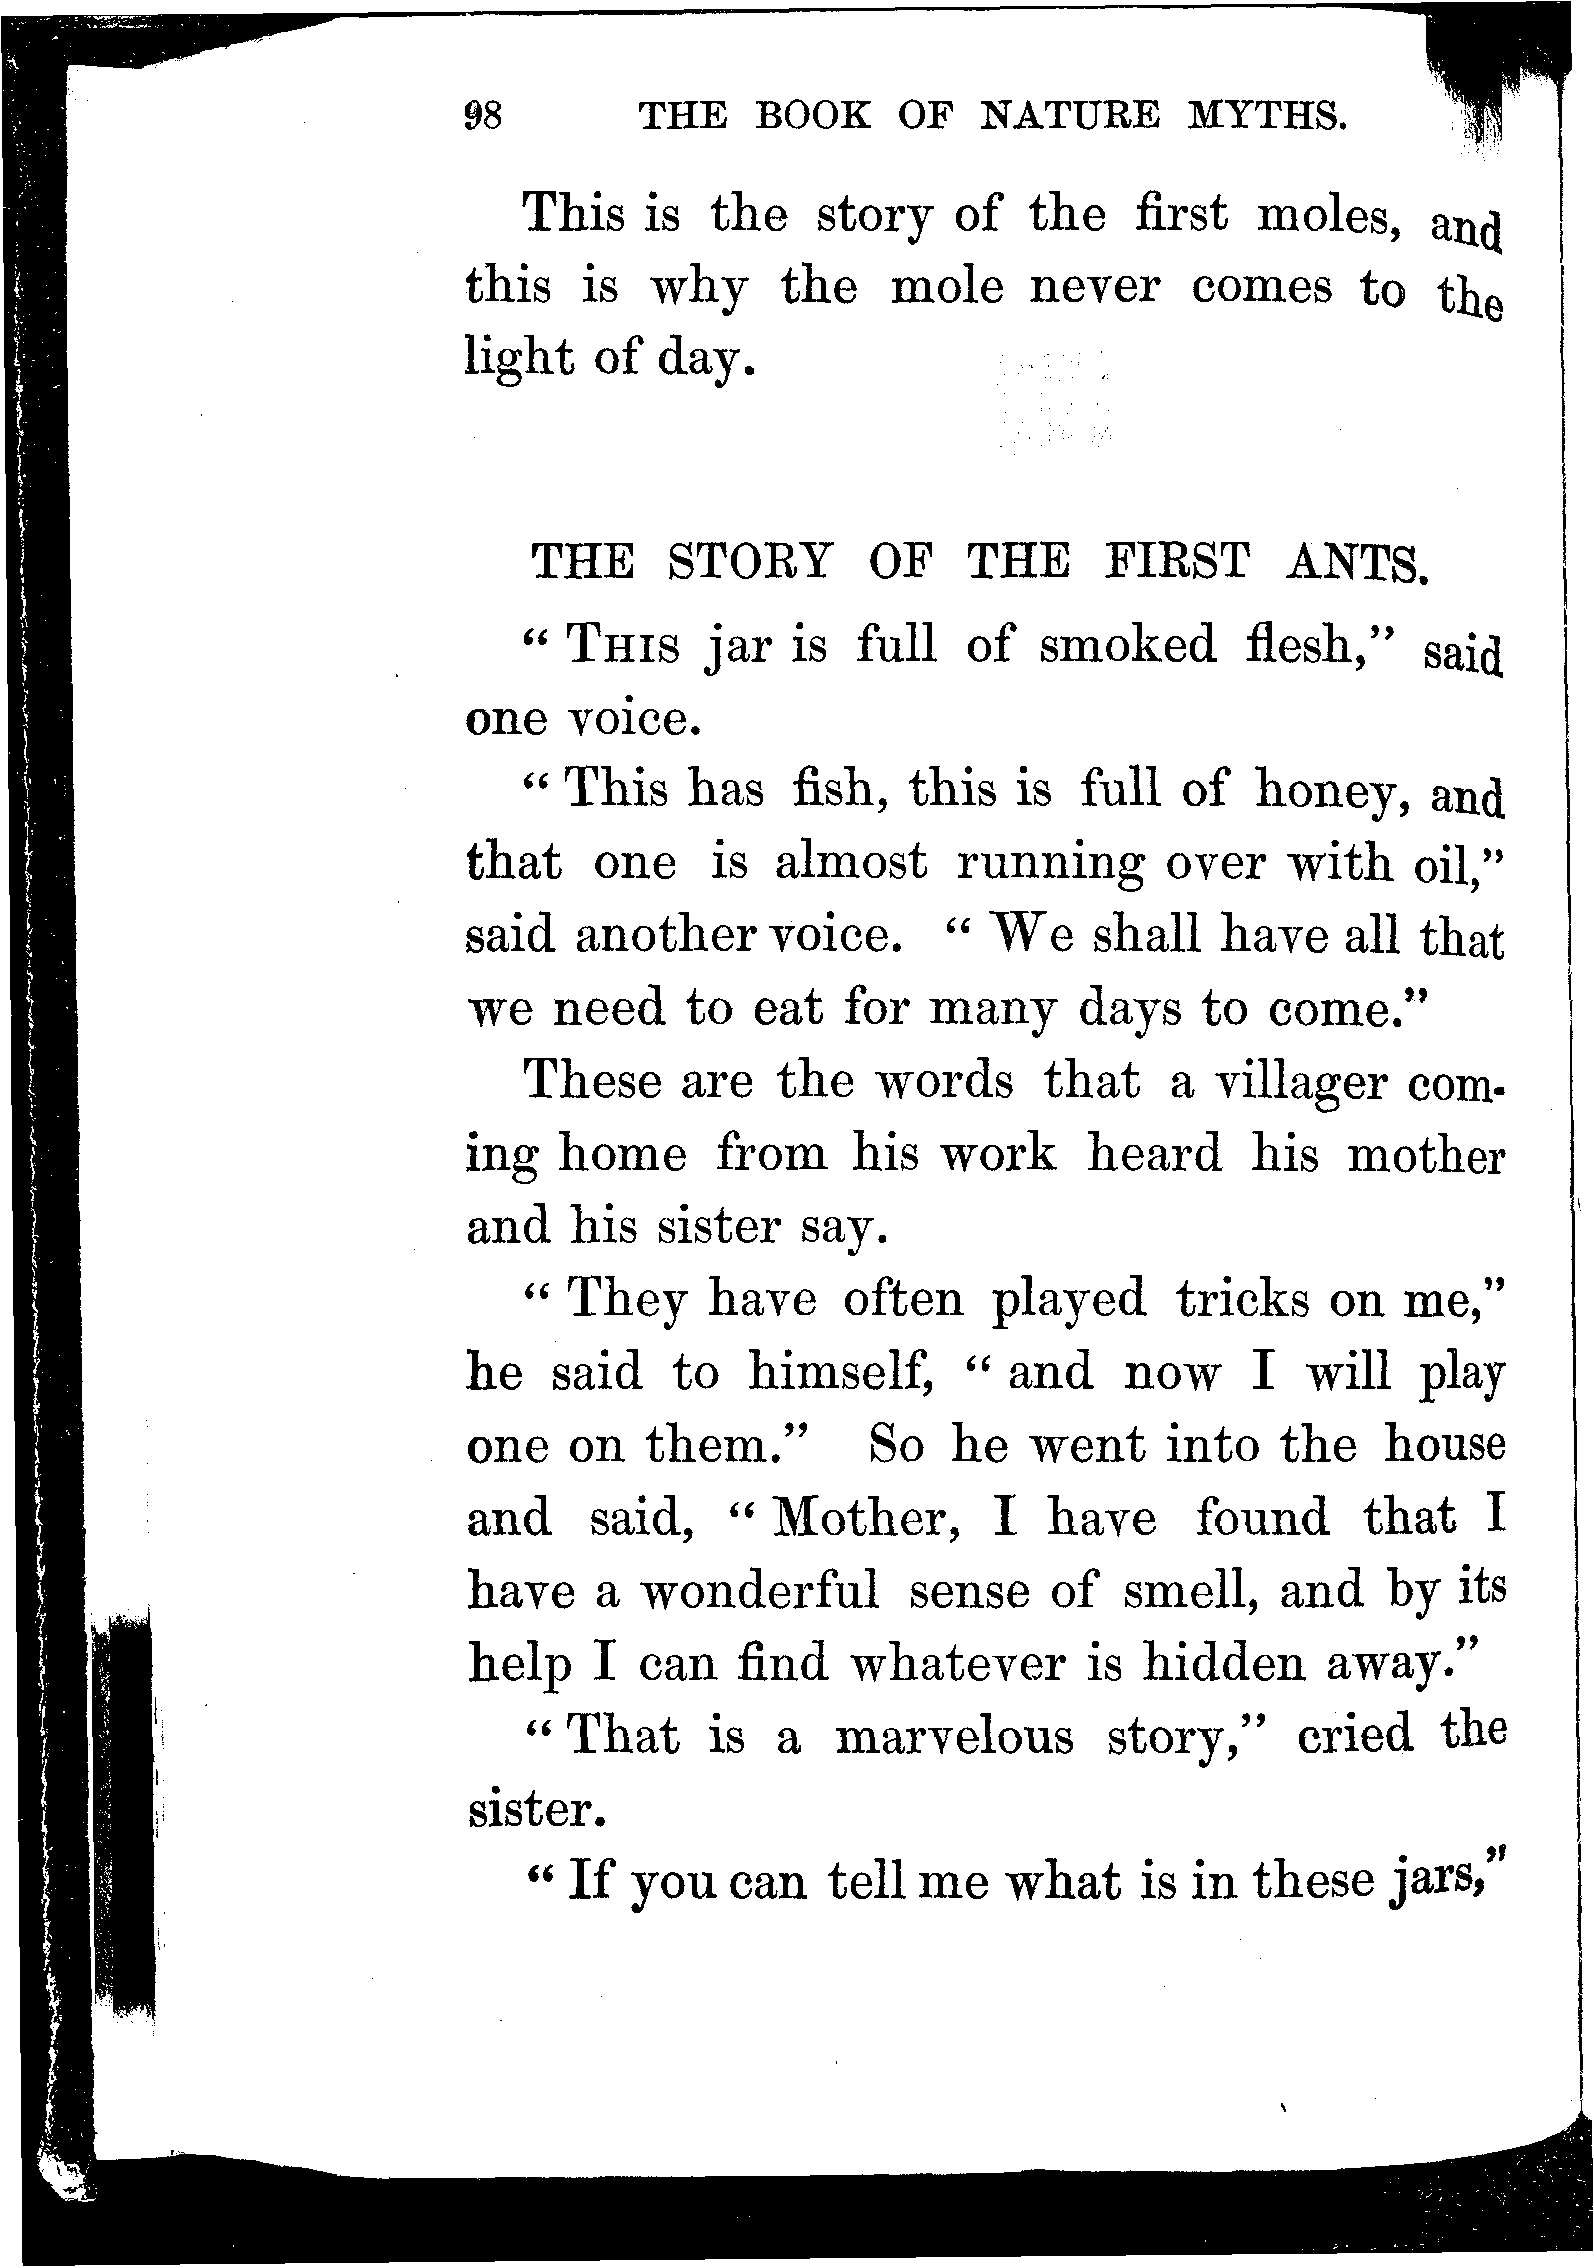 98 THE BOOK OF NATURE MYTHS.
This is the story of the first moles, and
this is why the mole never comes to the
light of day.
THE STORY OF THE FIRST ANTS.
“THIS jar is full of smoked flesh,” said
one voice.
“This has fish, this is full of honey, and
that one is almost running over with oil,”
said another voice. “We shall have all that
we need to eat for many days to come.”
These are the words that a villager com-
ing home from his work heard his mother
and his sister say.
“They have often played tricks on me,”
he said to himself, “and now I will play
one on them.” So he went into the house
and said, “Mother, I have found that I
have a wonderful sense of smell, and by its
help I can find whatever is hidden away.”
“That is a marvelous story,” cried the
sister.
“If you can tell me what is in these jars,”